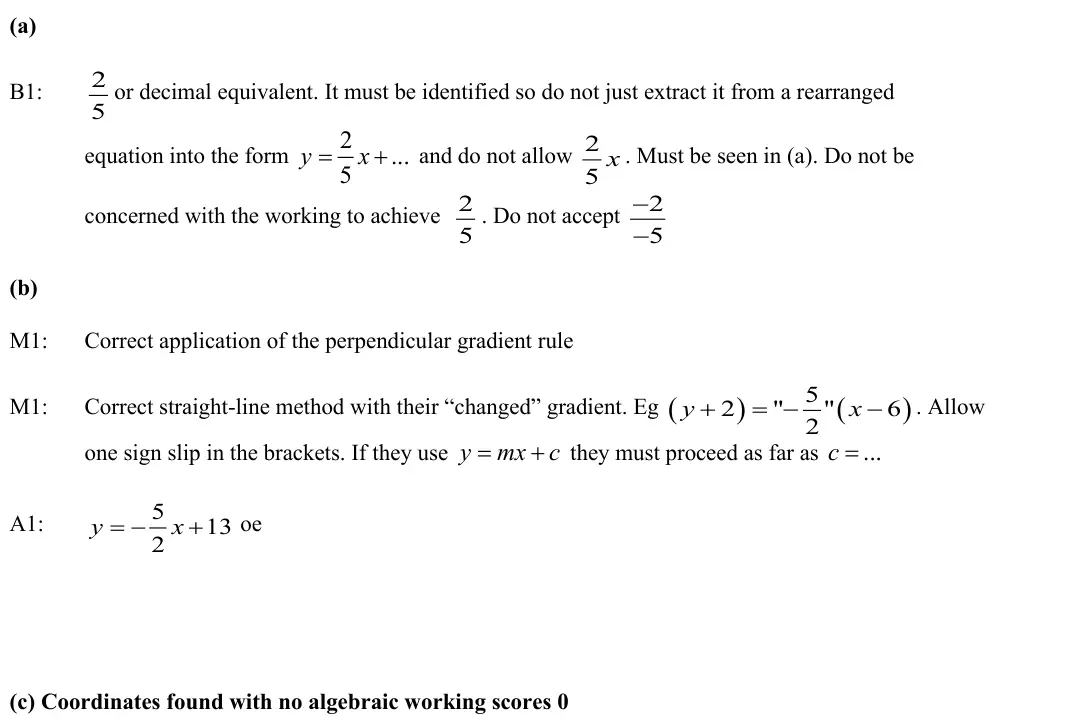 (a)
B1: 2/5 or decimal equivalent. It must be identified so do not just extract it from a rearranged
equation into the form y = 2/5 x + ... and do not allow 2/5 x . Must be seen in (a). Do not be
concerned with the working to achieve 2/5 . Do not accept −2/−5
(b)
M1: Correct application of the perpendicular gradient rule
M1: Correct straight-line method with their “changed” gradient. Eg (y + 2) = "−5/2"(x − 6). Allow
one sign slip in the brackets. If they use y = mx + c they must proceed as far as c = ...
A1: y = −5/2 x + 13 oe
(c) Coordinates found with no algebraic working scores 0